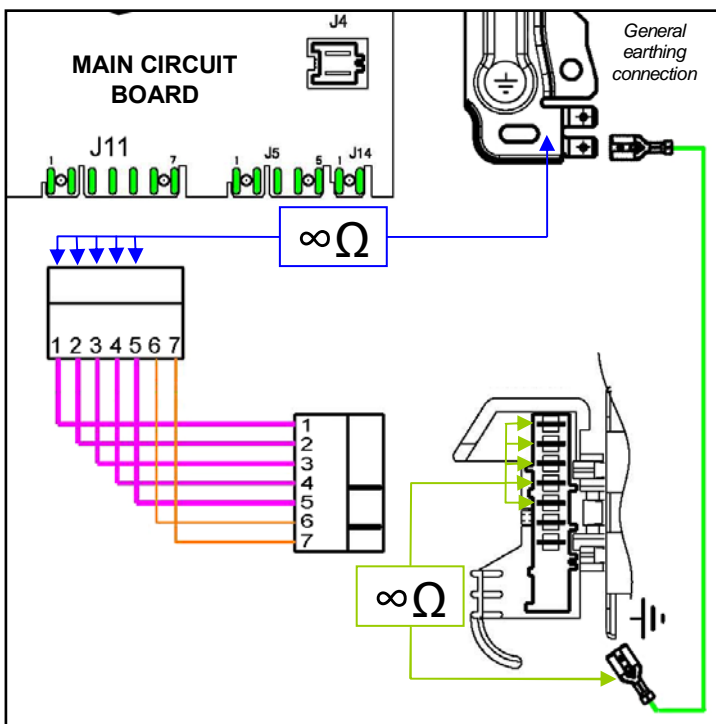 J4
General
earthing
connection
MAIN CIRCUIT
BOARD
J11
1
7
J5
1
5
J14
1
∞Ω
1 2 3 4 5 6 7
1
2
3
4
5
6
7
∞Ω